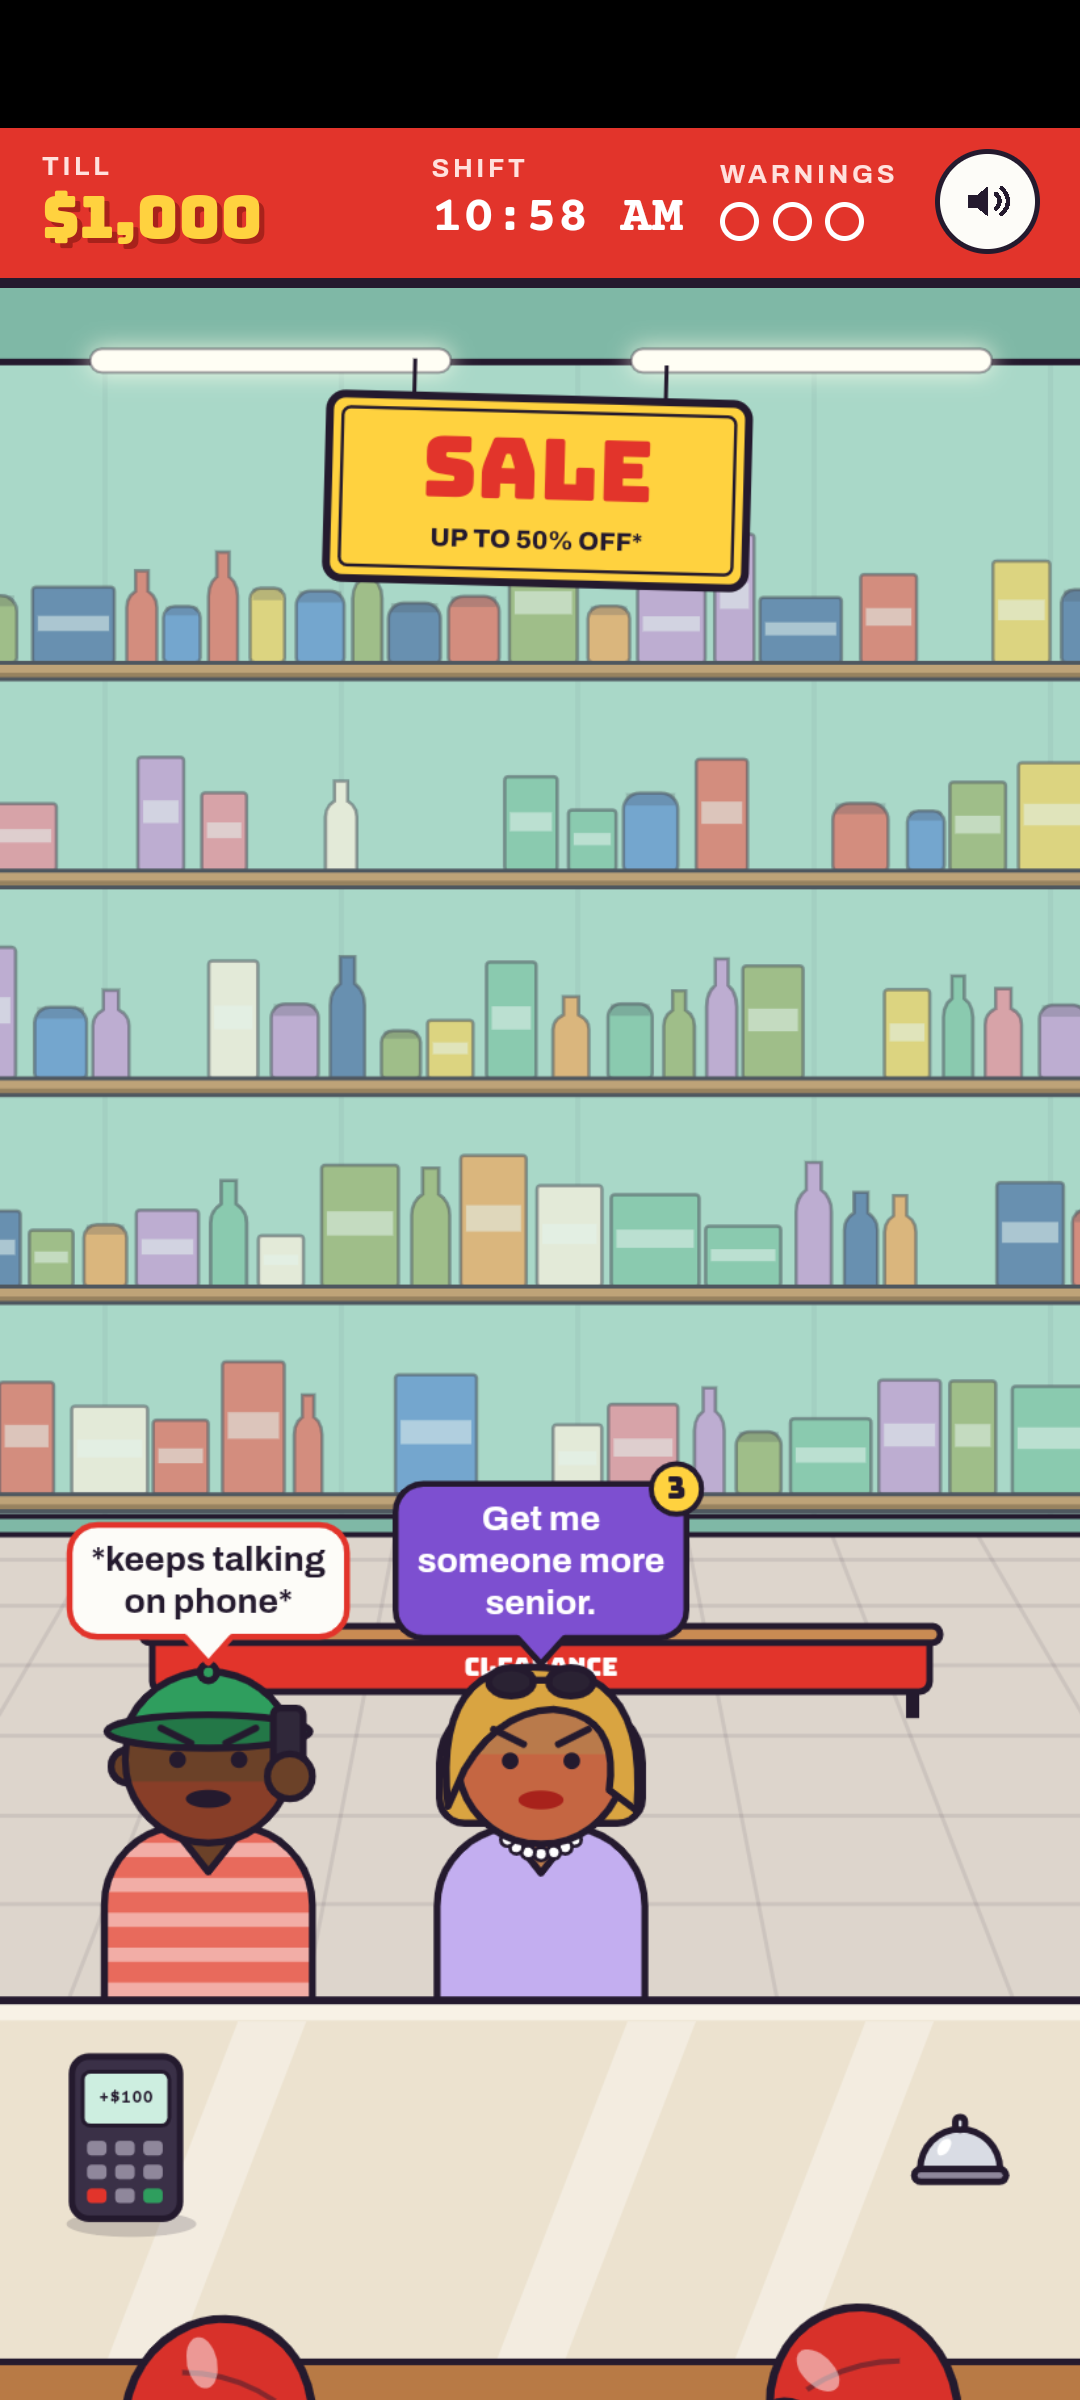 TILL
$1,000
SHIFT
10:58 AM
WARNINGS
SALE
UP TO 50% OFF*
3
Get me
someone more
senior.
*keeps talking
on phone*
CLEARANCE
+$100